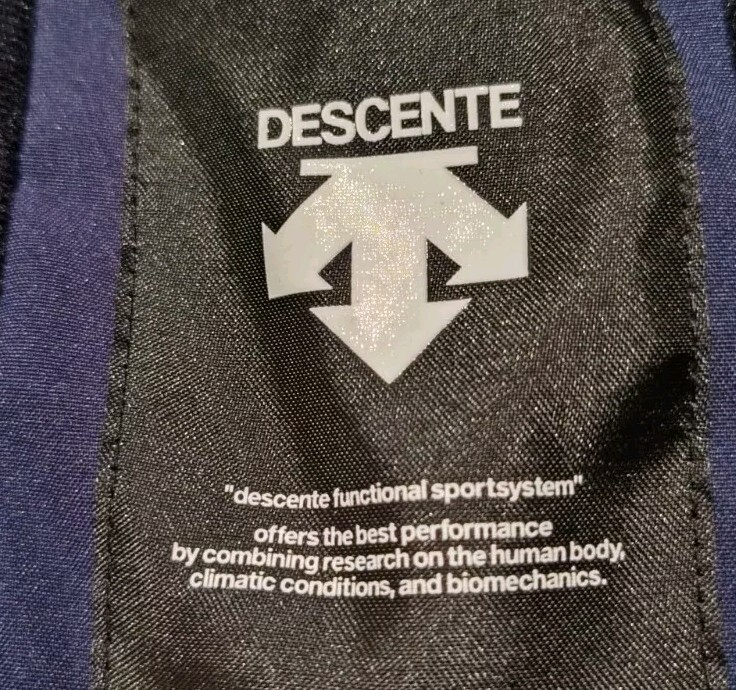 DESCENTE
"descente functional sportsystem"
offers the best performance
by combining research on the human body,
climatic conditions, and biomechanics.